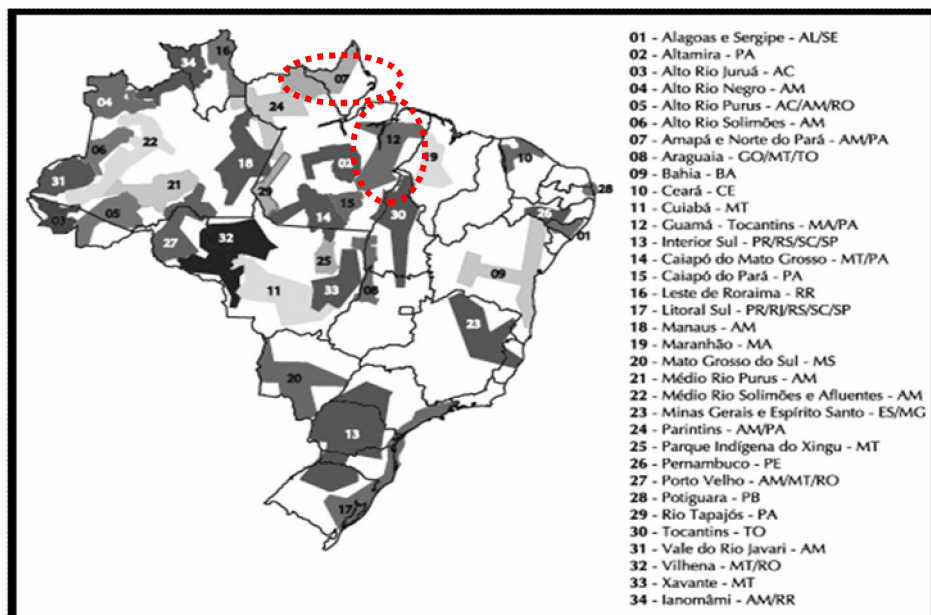 01 - Alagoas e Sergipe - AL/SE
02 - Altamira - PA
03 - Alto Rio Juruá - AC
04 - Alto Rio Negro - AM
05 - Alto Rio Purus - AC/AM/RO
06 - Alto Rio Solimões - AM
07 - Amapá e Norte do Pará - AM/PA
08 - Araguaia - GO/MT/TO
09 - Bahia - BA
10 - Ceará - CE
11 - Cuiabá - MT
12 - Guamá - Tocantins - MA/PA
13 - Interior Sul - PR/RS/SC/SP
14 - Caiapó do Mato Grosso - MT/PA
15 - Caiapó do Pará - PA
16 - Leste de Roraima - RR
17 - Litoral Sul - PR/RJ/RS/SC/SP
18 - Manaus - AM
19 - Maranhão - MA
20 - Mato Grosso do Sul - MS
21 - Médio Rio Purus - AM
22 - Médio Rio Solimões e Afluentes - AM
23 - Minas Gerais e Espírito Santo - ES/MG
24 - Parintins - AM/PA
25 - Parque Indígena do Xingu - MT
26 - Pernambuco - PE
27 - Porto Velho - AM/MT/RO
28 - Potiguara - PB
29 - Rio Tapajós - PA
30 - Tocantins - TO
31 - Vale do Rio Javari - AM
32 - Vilhena - MT/RO
33 - Xavante - MT
34 - Ianomâmi - AM/RR
16
34
07
04
24
06
22
12
19
10
18
02
31
21
29
28
03
05
14
15
30
26
01
27
32
25
09
11
33
08
23
20
13
17